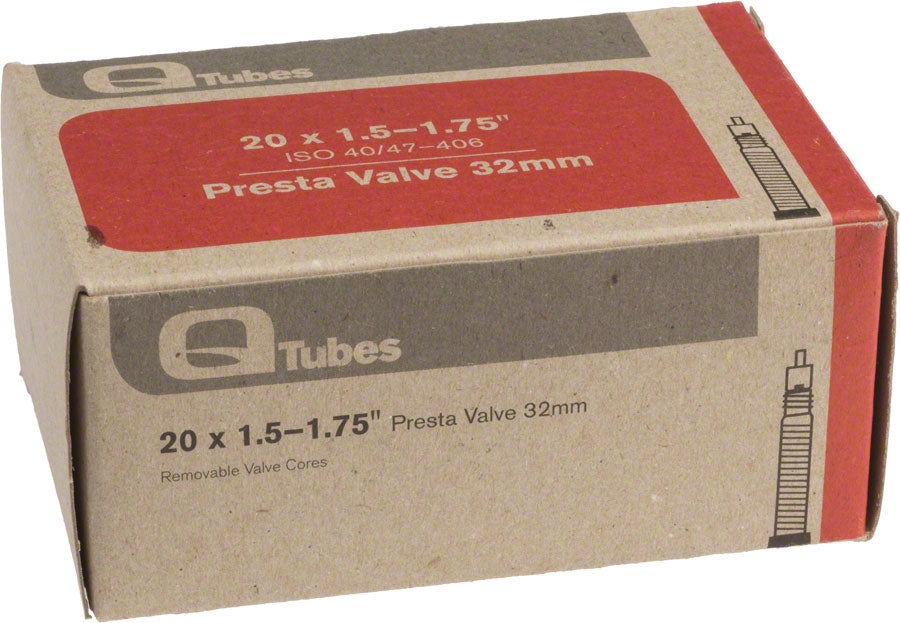 Q Tubes
20 x 1.5–1.75"
ISO 40/47–406
Presta Valve 32mm
Q Tubes
20 x 1.5–1.75" Presta Valve 32mm
Removable Valve Cores